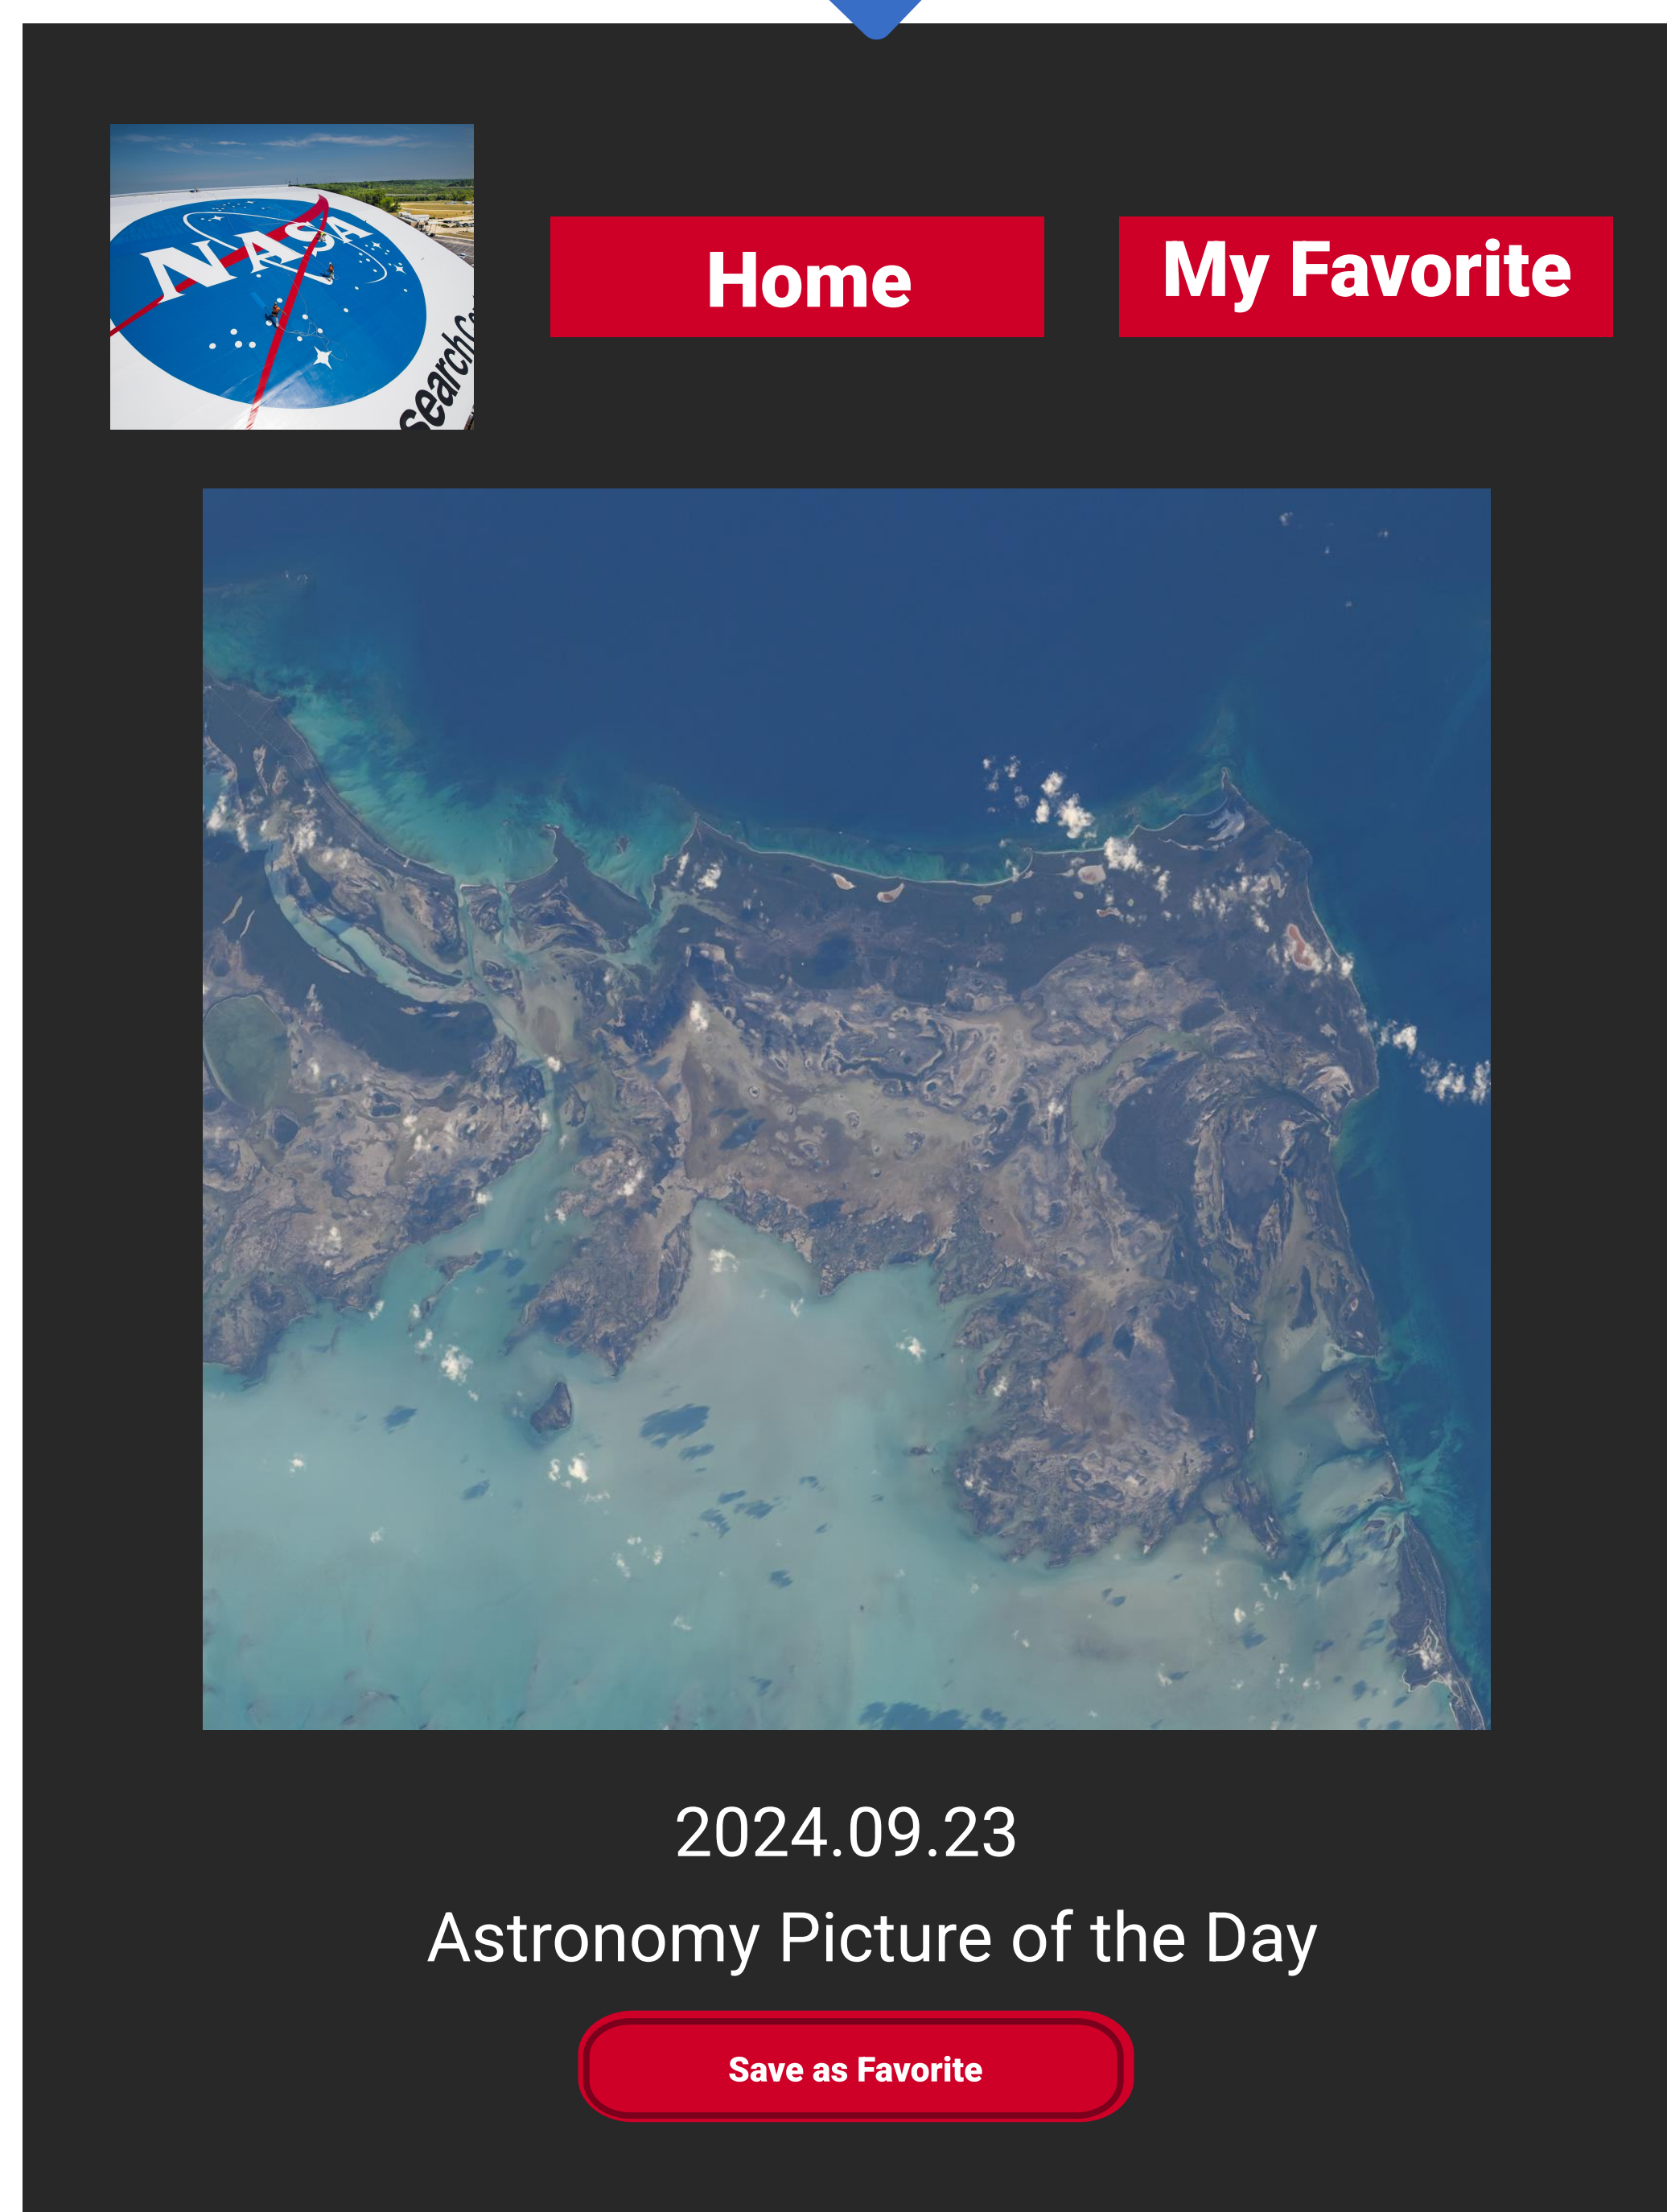 NASA
Home
My Favorite
2024.09.23
Astronomy Picture of the Day
Save as Favorite